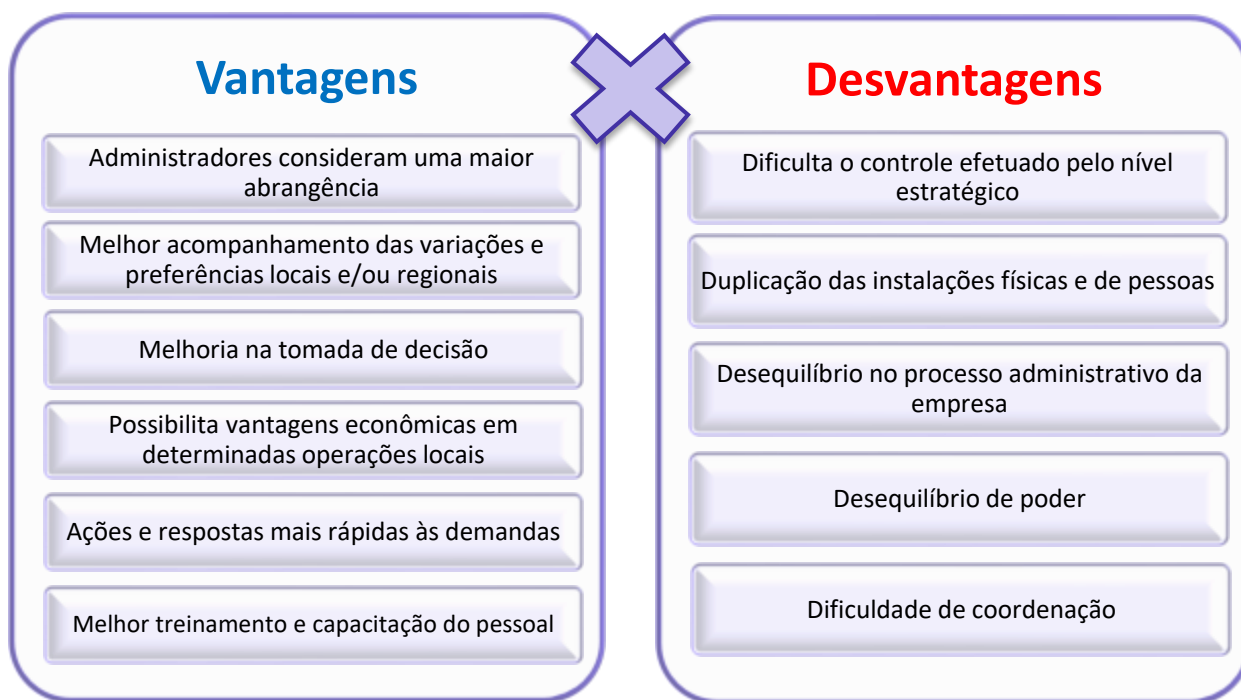 Vantagens
Administradores consideram uma maior
abrangência
Melhor acompanhamento das variações e
preferências locais e/ou regionais
Melhoria na tomada de decisão
Possibilita vantagens econômicas em
determinadas operações locais
Ações e respostas mais rápidas às demandas
Melhor treinamento e capacitação do pessoal
Desvantagens
Dificulta o controle efetuado pelo nível
estratégico
Duplicação das instalações físicas e de pessoas
Desequilíbrio no processo administrativo da
empresa
Desequilíbrio de poder
Dificuldade de coordenação